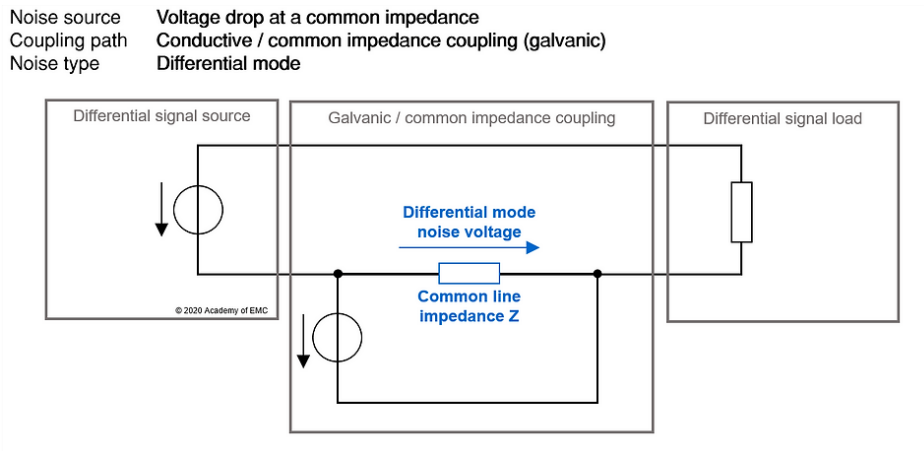 Noise source Voltage drop at a common impedance
Coupling path Conductive / common impedance coupling (galvanic)
Noise type Differential mode
Differential signal source
Galvanic / common impedance coupling
Differential signal load
Differential mode
noise voltage
Common line
impedance Z
© 2020 Academy of EMC